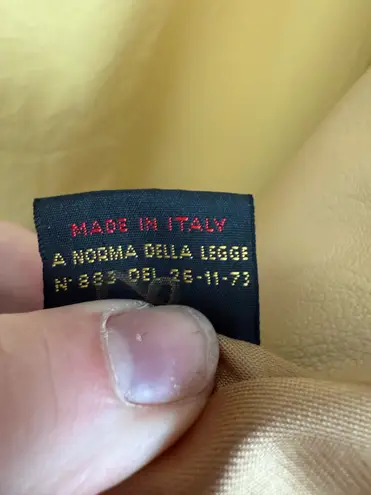 MADE IN ITALY
A NORMA DELLA LEGGE
N° 883 DEL 26-11-73